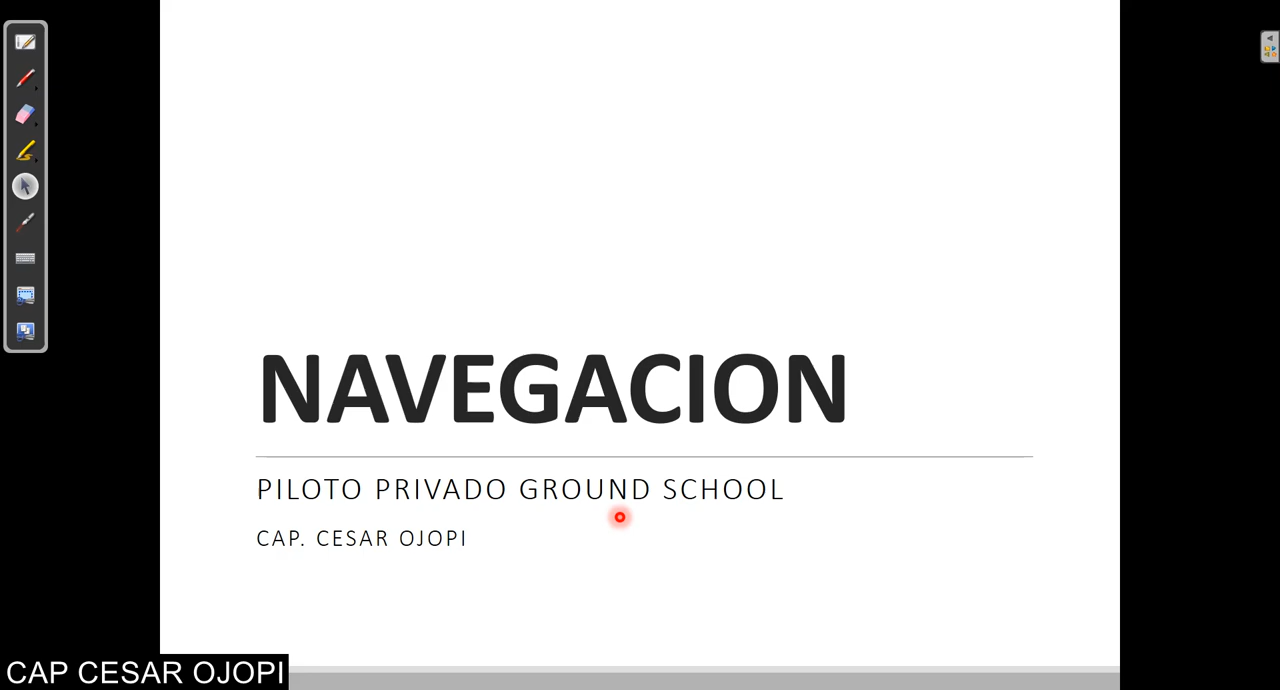 NAVEGACION
PILOTO PRIVADO GROUND SCHOOL
CAP. CESAR OJOPI
CAP CESAR OJOPI